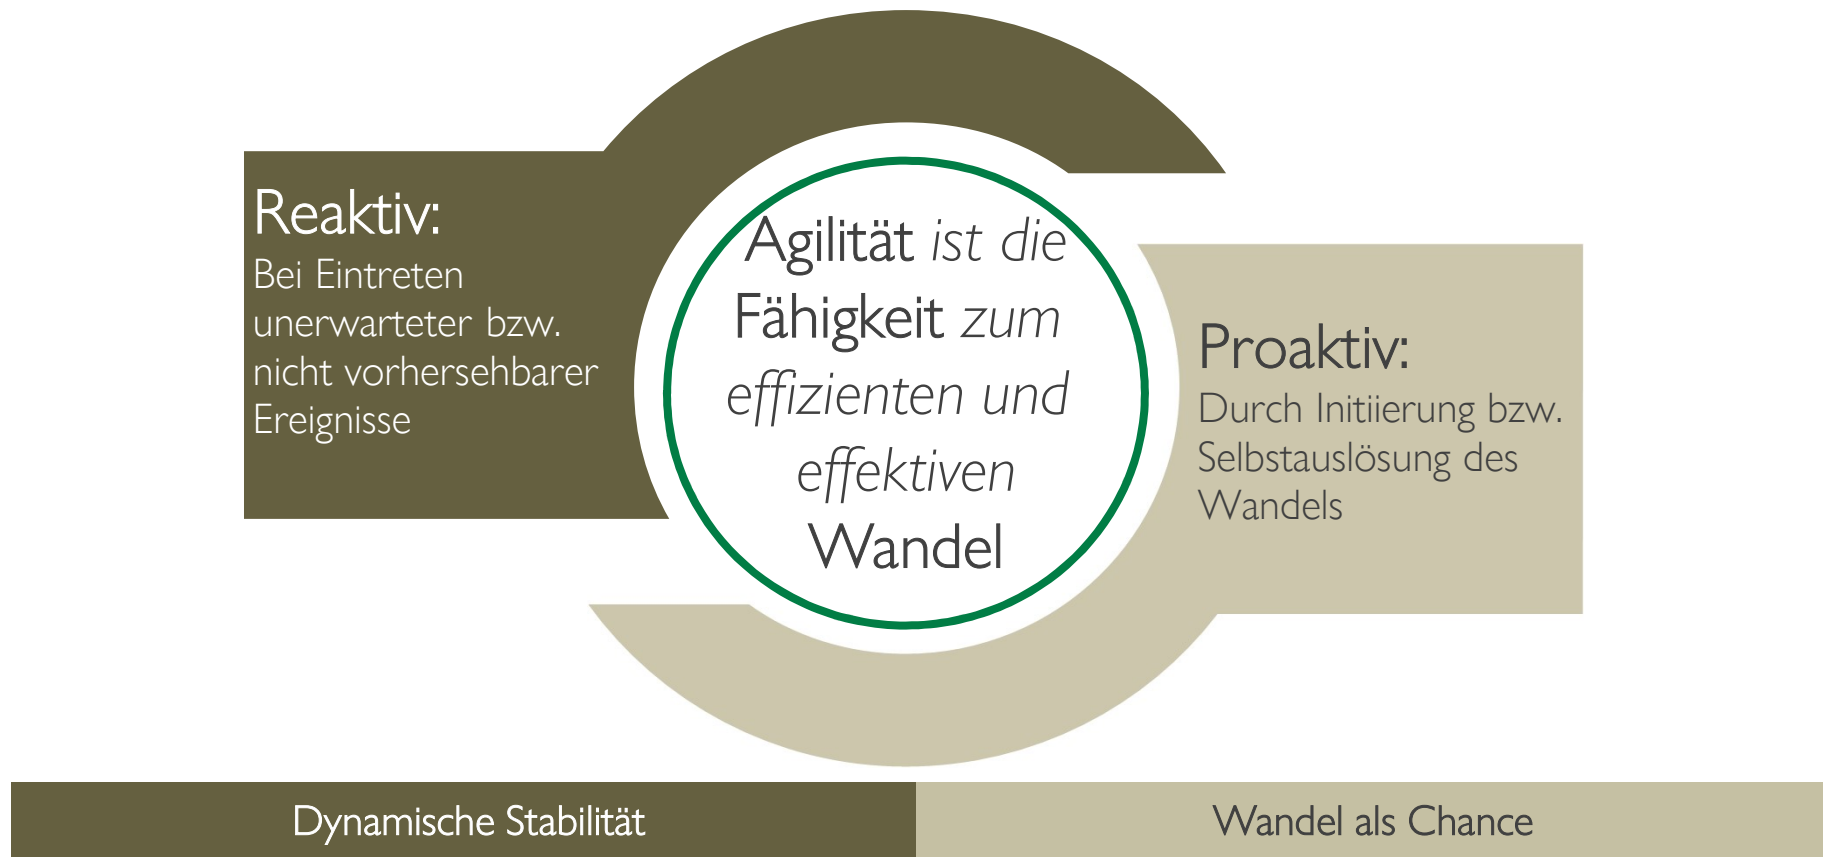 Reaktiv:
Bei Eintreten
unerwarteter bzw.
nicht vorhersehbarer
Ereignisse
Agilität ist die
Fähigkeit zum
effizienten und
effektiven
Wandel
Proaktiv:
Durch Initiierung bzw.
Selbstauslösung des
Wandels
Dynamische Stabilität
Wandel als Chance